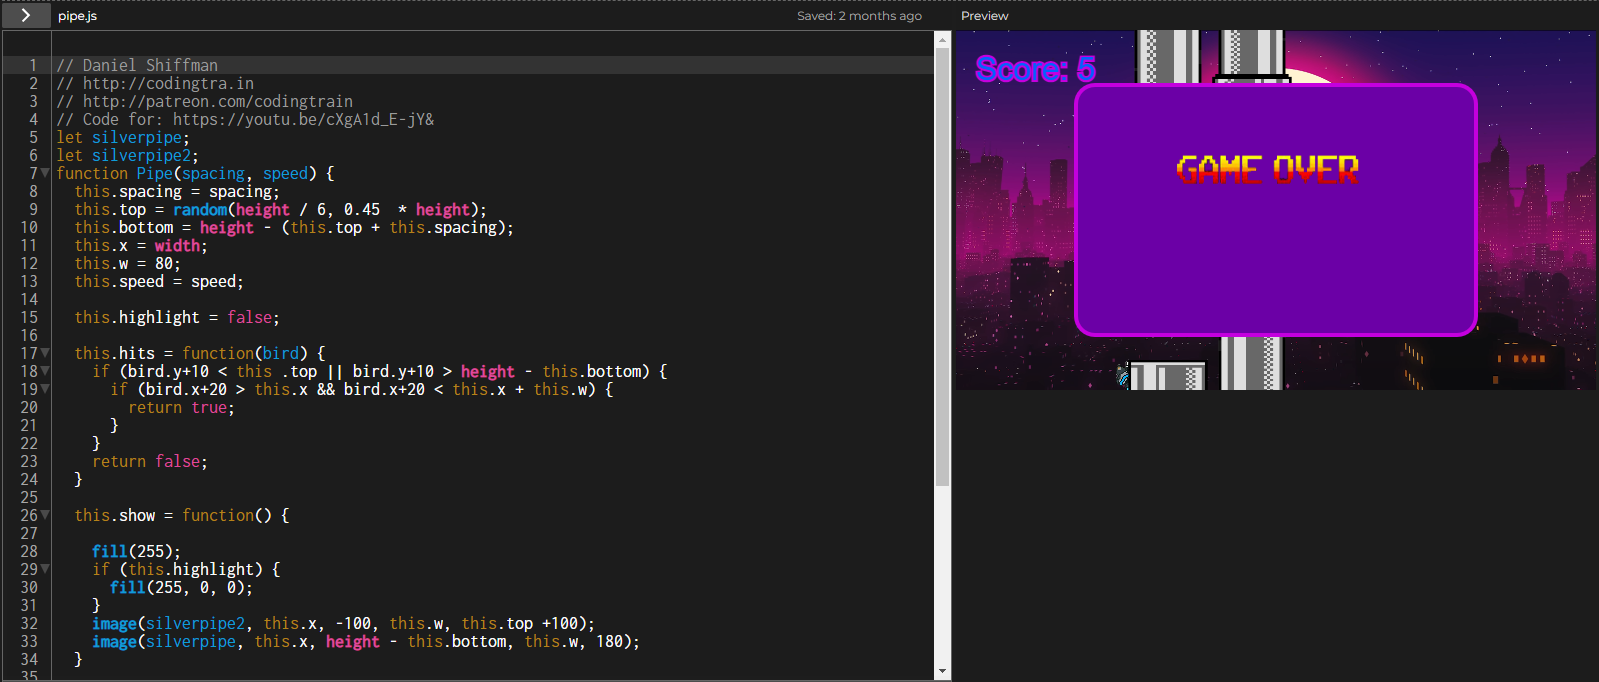 pipe.js
Saved: 2 months ago
Preview
1 // Daniel Shiffman
2 // http://codingtra.in
3 // http://patreon.com/codingtrain
4 // Code for: https://youtu.be/cXgA1d_E-jY&
5 let silverpipe;
6 let silverpipe2;
7 function Pipe(spacing, speed) {
8   this.spacing = spacing;
9   this.top = random(height / 6, 0.45  * height);
10   this.bottom = height - (this.top + this.spacing);
11   this.x = width;
12   this.w = 80;
13   this.speed = speed;
14
15   this.highlight = false;
16
17   this.hits = function(bird) {
18     if (bird.y+10 < this .top || bird.y+10 > height - this.bottom) {
19       if (bird.x+20 > this.x && bird.x+20 < this.x + this.w) {
20         return true;
21       }
22     }
23     return false;
24   }
25
26   this.show = function() {
27
28     fill(255);
29     if (this.highlight) {
30       fill(255, 0, 0);
31     }
32     image(silverpipe2, this.x, -100, this.w, this.top +100);
33     image(silverpipe, this.x, height - this.bottom, this.w, 180);
34   }
35
Score: 5
GAME OVER